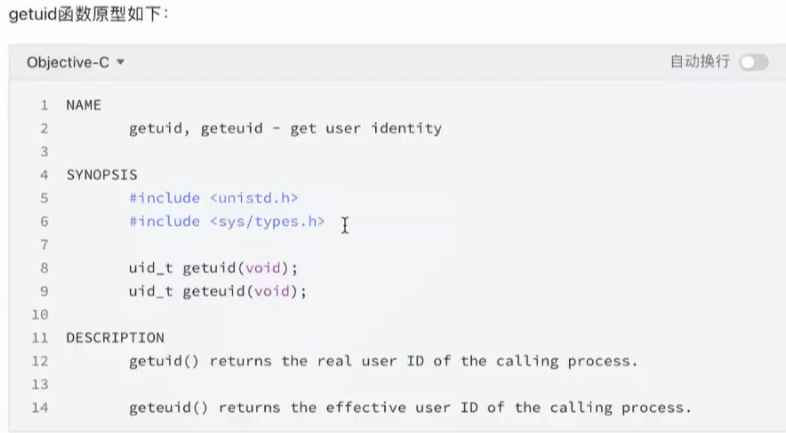 getuid函数原型如下：
Objective-C
自动换行
1 NAME
2 getuid, geteuid - get user identity
3
4 SYNOPSIS
5 #include <unistd.h>
6 #include <sys/types.h>
7
8 uid_t getuid(void);
9 uid_t geteuid(void);
10
11 DESCRIPTION
12 getuid() returns the real user ID of the calling process.
13
14 geteuid() returns the effective user ID of the calling process.